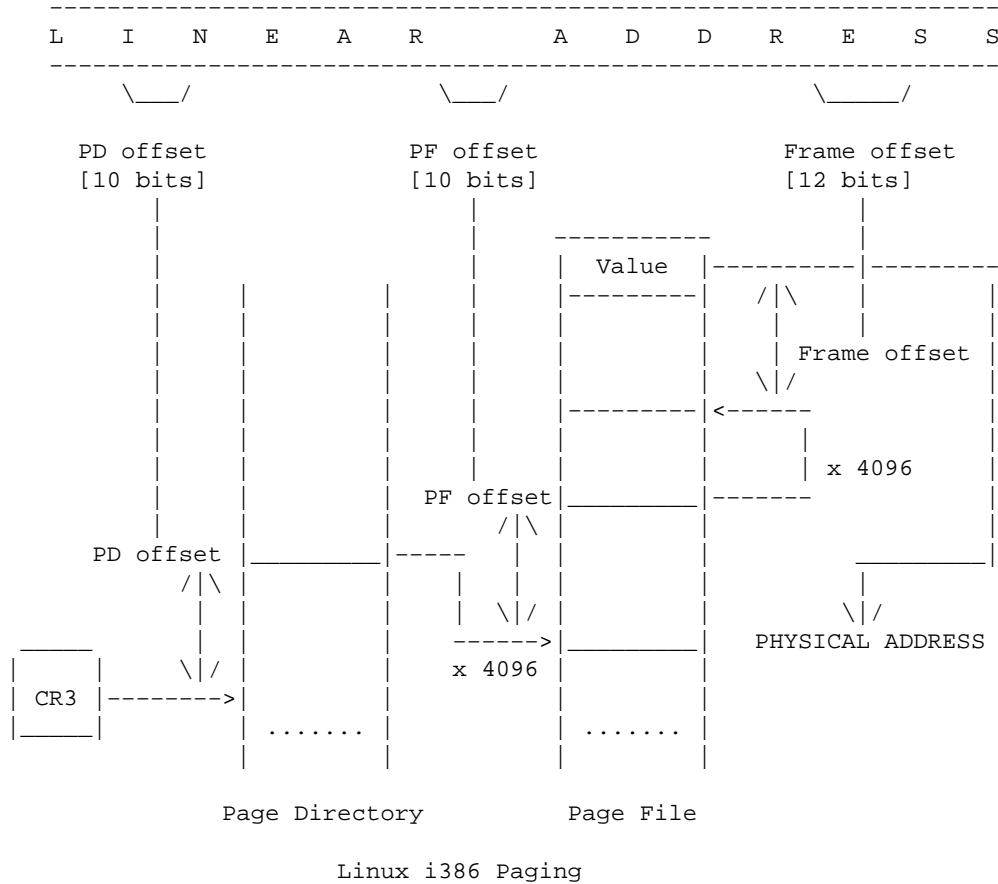 L I N E A R A D D R E S S
PD offset PF offset Frame offset
[10 bits] [10 bits] [12 bits]
Value
Frame offset
x 4096
PF offset
PD offset
PHYSICAL ADDRESS
x 4096
CR3
....... .......
Page Directory Page File
Linux i386 Paging